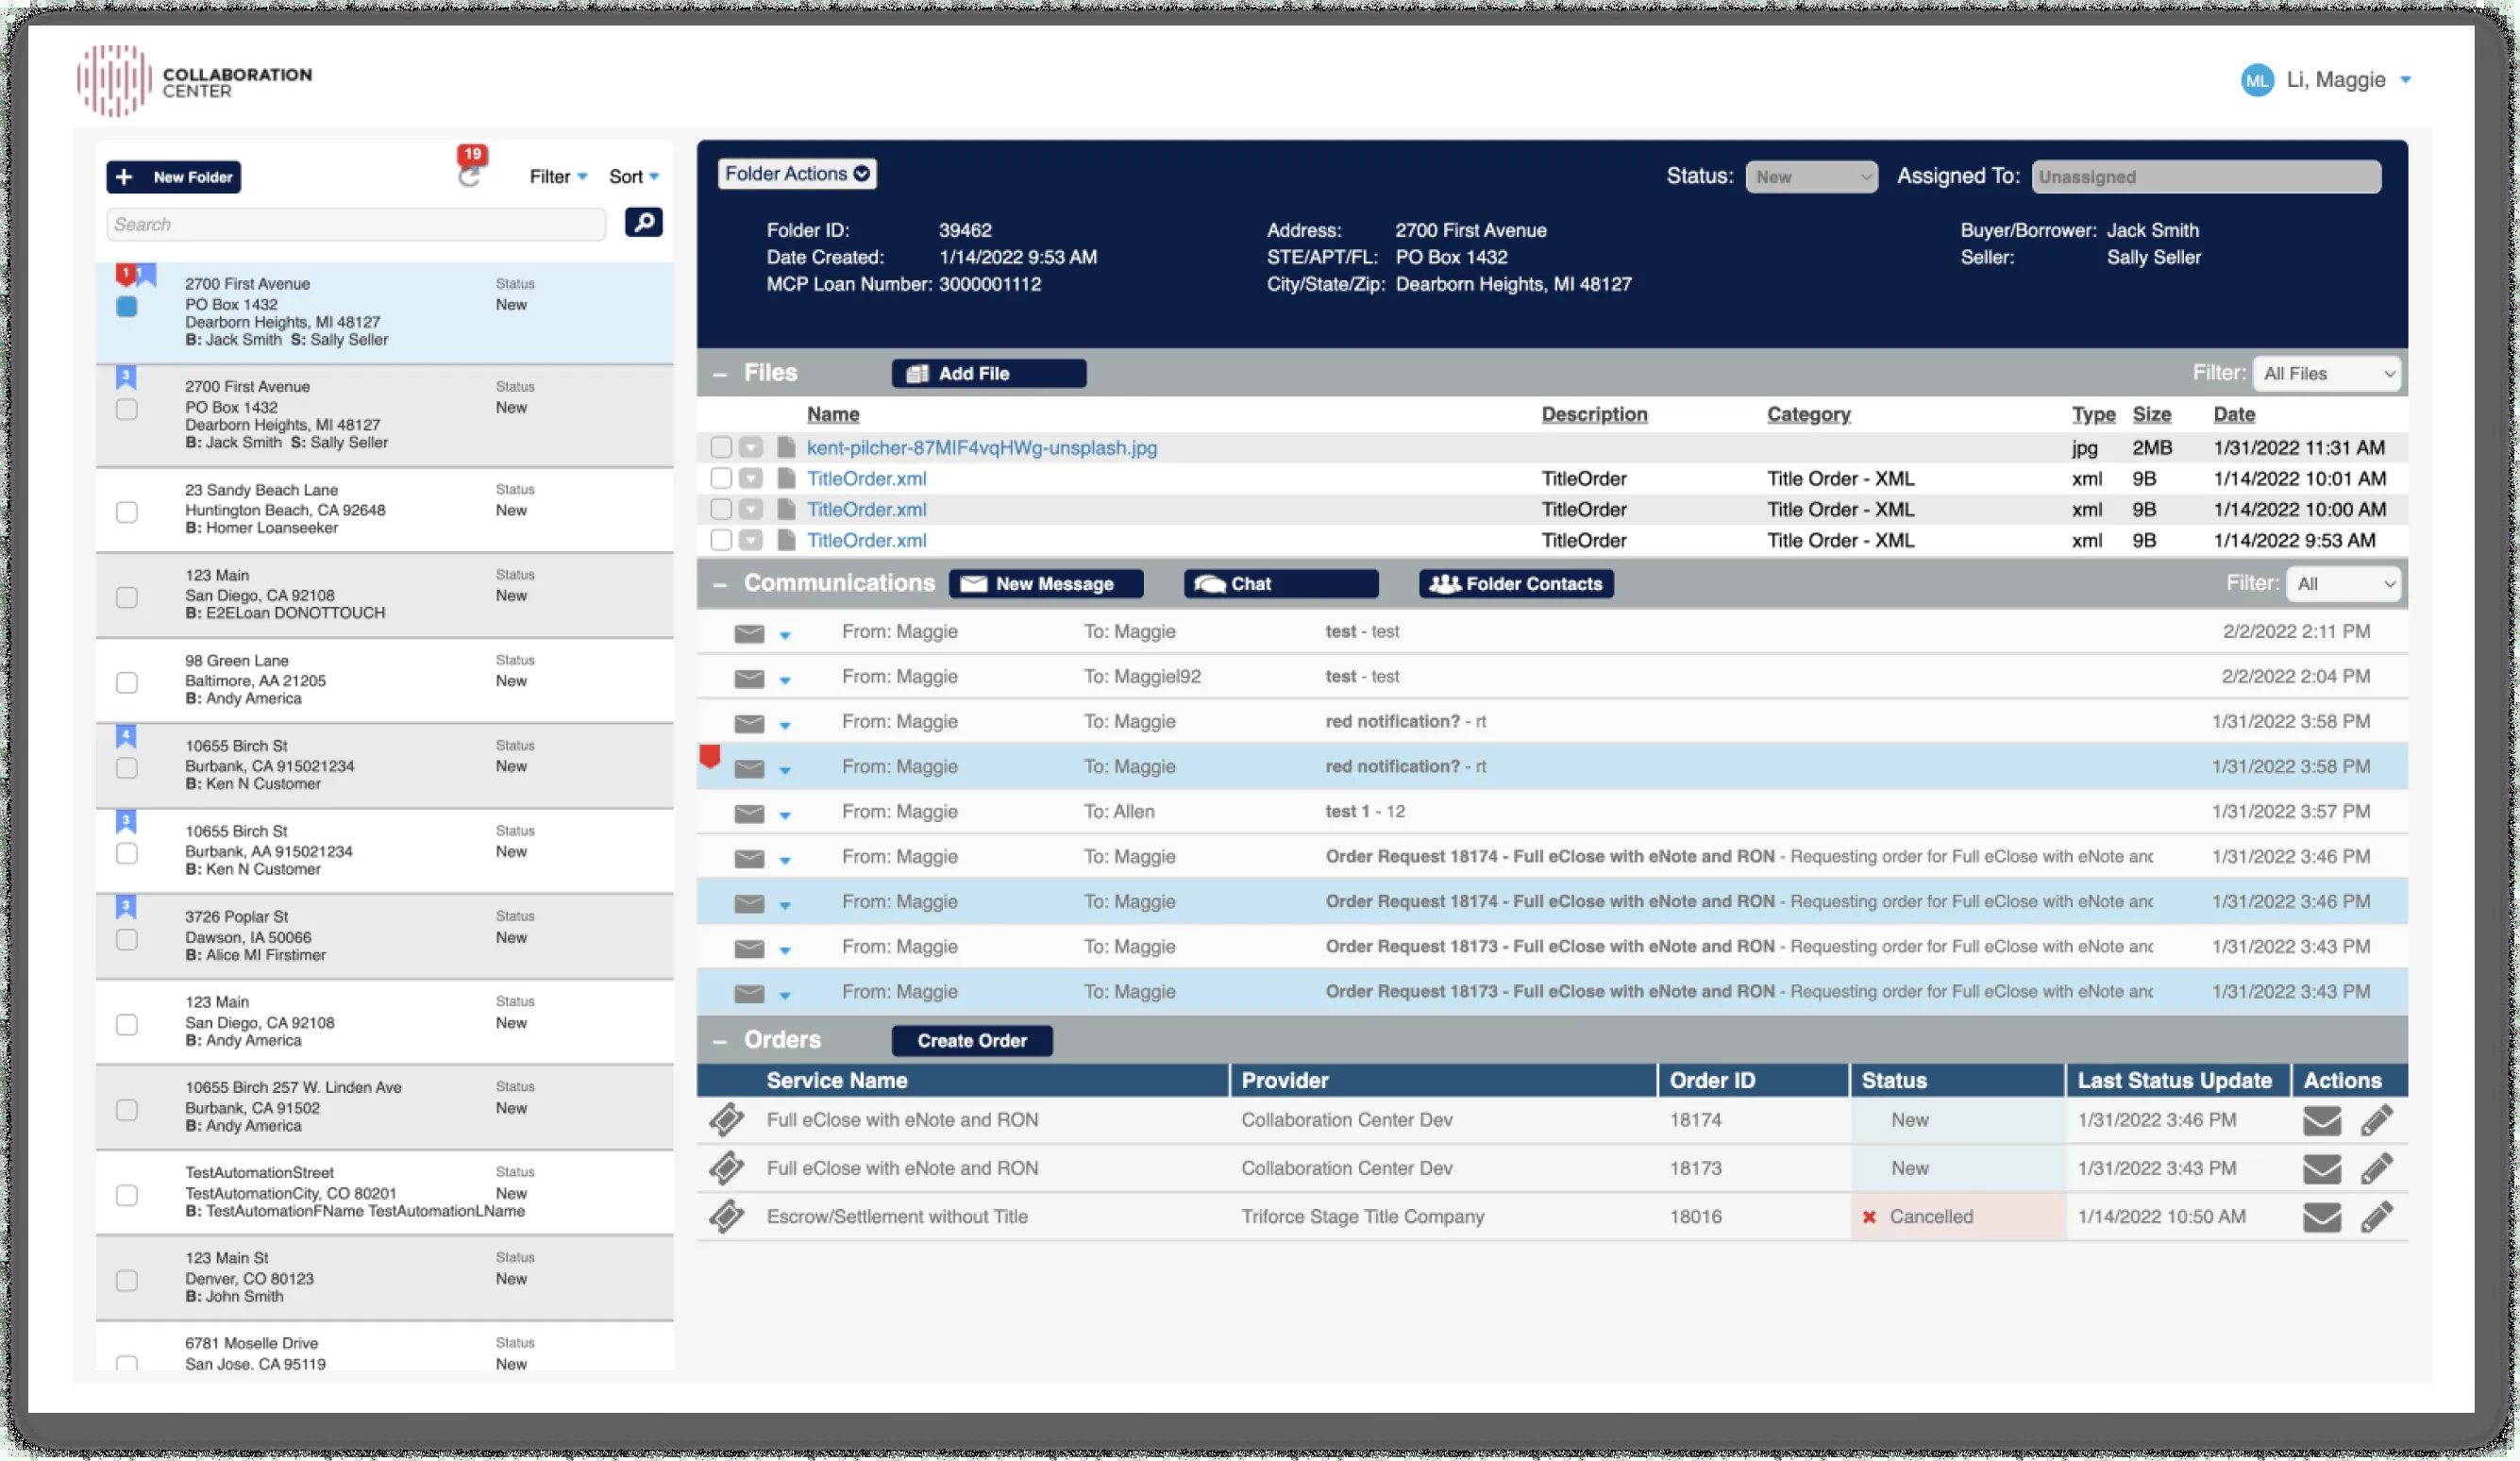 COLLABORATION
CENTER
ML Li, Maggie
New Folder
19
Filter Sort
Search
1 1
2700 First Avenue Status
PO Box 1432 New
Dearborn Heights, MI 48127
B: Jack Smith S: Sally Seller
3
2700 First Avenue Status
PO Box 1432 New
Dearborn Heights, MI 48127
B: Jack Smith S: Sally Seller
23 Sandy Beach Lane Status
Huntington Beach, CA 92648 New
B: Homer Loanseeker
123 Main Status
San Diego, CA 92108 New
B: E2ELoan DONOTTOUCH
98 Green Lane Status
Baltimore, AA 21205 New
B: Andy America
4
10655 Birch St Status
Burbank, CA 915021234 New
B: Ken N Customer
3
10655 Birch St Status
Burbank, AA 915021234 New
B: Ken N Customer
3
3726 Poplar St Status
Dawson, IA 50066 New
B: Alice MI Firstimer
123 Main Status
San Diego, CA 92108 New
B: Andy America
10655 Birch 257 W. Linden Ave Status
Burbank, CA 91502 New
B: Andy America
TestAutomationStreet Status
TestAutomationCity, CO 80201 New
B: TestAutomationFName TestAutomationLName
123 Main St Status
Denver, CO 80123 New
B: John Smith
6781 Moselle Drive Status
San Jose, CA 95119 New
Folder Actions Status: New Assigned To: Unassigned
Folder ID: 39462 Address: 2700 First Avenue Buyer/Borrower: Jack Smith
Date Created: 1/14/2022 9:53 AM STE/APT/FL: PO Box 1432 Seller: Sally Seller
MCP Loan Number: 3000001112 City/State/Zip: Dearborn Heights, MI 48127
– Files Add File Filter: All Files
Name Description Category Type Size Date
kent-pilcher-87MIF4vqHWg-unsplash.jpg jpg 2MB 1/31/2022 11:31 AM
TitleOrder.xml TitleOrder Title Order - XML xml 9B 1/14/2022 10:01 AM
TitleOrder.xml TitleOrder Title Order - XML xml 9B 1/14/2022 10:00 AM
TitleOrder.xml TitleOrder Title Order - XML xml 9B 1/14/2022 9:53 AM
– Communications New Message Chat Folder Contacts Filter: All
From: Maggie To: Maggie test - test 2/2/2022 2:11 PM
From: Maggie To: Maggiel92 test - test 2/2/2022 2:04 PM
From: Maggie To: Maggie red notification? - rt 1/31/2022 3:58 PM
From: Maggie To: Maggie red notification? - rt 1/31/2022 3:58 PM
From: Maggie To: Allen test 1 - 12 1/31/2022 3:57 PM
From: Maggie To: Maggie Order Request 18174 - Full eClose with eNote and RON - Requesting order for Full eClose with eNote anc 1/31/2022 3:46 PM
From: Maggie To: Maggie Order Request 18174 - Full eClose with eNote and RON - Requesting order for Full eClose with eNote anc 1/31/2022 3:46 PM
From: Maggie To: Maggie Order Request 18173 - Full eClose with eNote and RON - Requesting order for Full eClose with eNote anc 1/31/2022 3:43 PM
From: Maggie To: Maggie Order Request 18173 - Full eClose with eNote and RON - Requesting order for Full eClose with eNote anc 1/31/2022 3:43 PM
– Orders Create Order
Service Name Provider Order ID Status Last Status Update Actions
Full eClose with eNote and RON Collaboration Center Dev 18174 New 1/31/2022 3:46 PM
Full eClose with eNote and RON Collaboration Center Dev 18173 New 1/31/2022 3:43 PM
Escrow/Settlement without Title Triforce Stage Title Company 18016 Cancelled 1/14/2022 10:50 AM